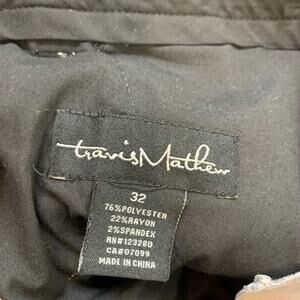 travisMathew
32
76%POLYESTER
22%RAYON
2%SPANDEX
RN#123280
CA#07099
MADE IN CHINA